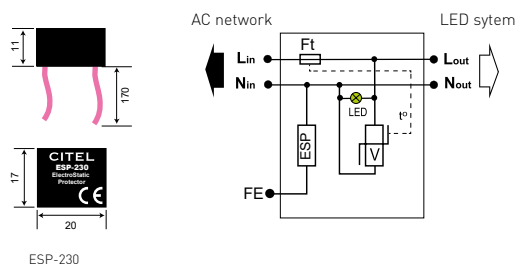 AC network
LED sytem
11
170
Ft
Lin
Lout
Nin
Nout
LED
tº
ESP
V
FE
CITEL
ESP-230
ElectroStatic
Protector
CE
17
20
ESP-230